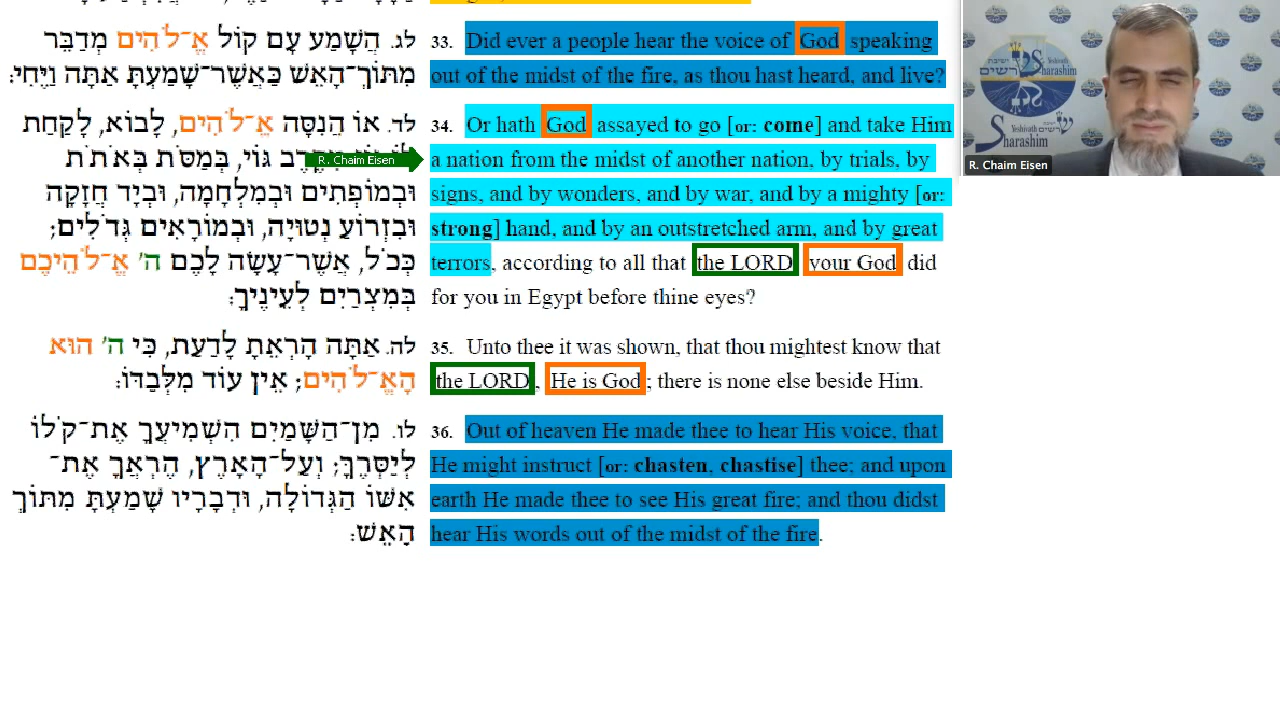 לג. הֲשָׁמַע עָם קוֹל אֱ־לֹהִים מְדַבֵּר
מִתּוֹךְ־הָאֵשׁ כַּאֲשֶׁר־שָׁמַעְתָּ אַתָּה וַיֶּחִי:
לד. אוֹ הֲנִסָּה אֱ־לֹהִים, לָבוֹא, לָקַחַת
גּוֹי, בְּמַסֹּת בְּאֹתֹת
וּבְמוֹפְתִים וּבְמִלְחָמָה, וּבְיָד חֲזָקָה
וּבִזְרוֹעַ נְטוּיָה, וּבְמוֹרָאִים גְּדֹלִים;
כְּכֹל, אֲשֶׁר־עָשָׂה לָכֶם ה' אֱ־לֹהֵיכֶם
בְּמִצְרַיִם לְעֵינֶיךָ:
לה. אַתָּה הָרְאֵתָ לָדַעַת, כִּי ה' הוּא
הָאֱ־לֹהִים; אֵין עוֹד מִלְּבַדּוֹ:
לו. מִן־הַשָּׁמַיִם הִשְׁמִיעֲךָ אֶת־קֹלוֹ
לְיַסְּרֶךָּ; וְעַל־הָאָרֶץ, הֶרְאֲךָ אֶת־
אִשּׁוֹ הַגְּדוֹלָה, וּדְבָרָיו שָׁמַעְתָּ מִתּוֹךְ
הָאֵשׁ:
33. Did ever a people hear the voice of God speaking
out of the midst of the fire, as thou hast heard, and live?
34. Or hath God assayed to go [or: come] and take Him
a nation from the midst of another nation, by trials, by
signs, and by wonders, and by war, and by a mighty [or:
strong] hand, and by an outstretched arm, and by great
terrors, according to all that the LORD your God did
for you in Egypt before thine eyes?
35. Unto thee it was shown, that thou mightest know that
the LORD, He is God; there is none else beside Him.
36. Out of heaven He made thee to hear His voice, that
He might instruct [or: chasten, chastise] thee; and upon
earth He made thee to see His great fire; and thou didst
hear His words out of the midst of the fire.
R. Chaim Eisen
ישיבת
שרשים
Yeshivath
Sharashim
R. Chaim Eisen